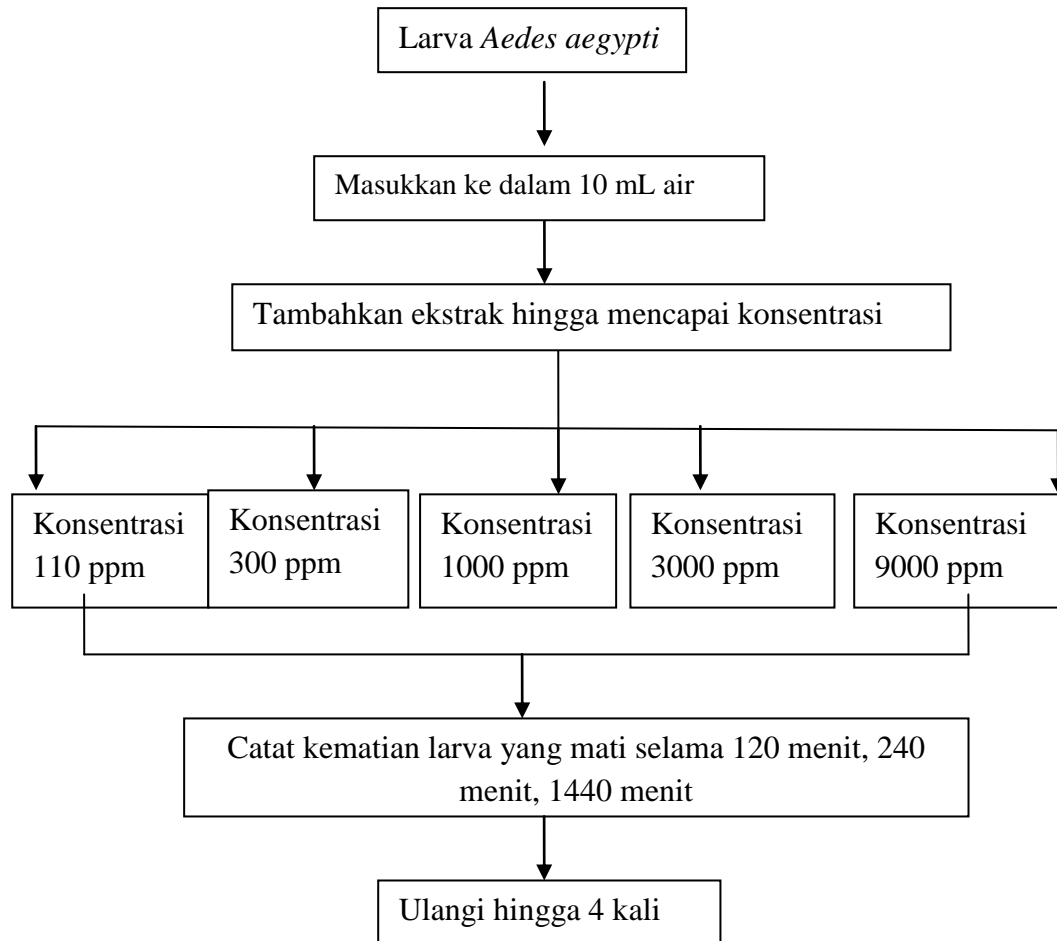 Larva Aedes aegypti
Masukkan ke dalam 10 mL air
Tambahkan ekstrak hingga mencapai konsentrasi
Konsentrasi
110 ppm
Konsentrasi
300 ppm
Konsentrasi
1000 ppm
Konsentrasi
3000 ppm
Konsentrasi
9000 ppm
Catat kematian larva yang mati selama 120 menit, 240
menit, 1440 menit
Ulangi hingga 4 kali